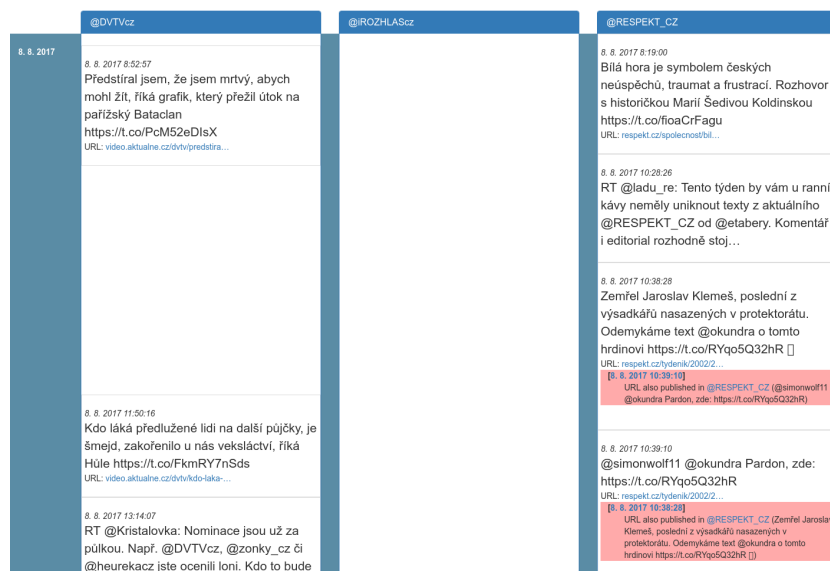 @DVTVcz
@iROZHLAScz
@RESPEKT_CZ
8. 8. 2017
8. 8. 2017 8:52:57
Předstíral jsem, že jsem mrtvý, abych
mohl žít, říká grafik, který přežil útok na
pařížský Bataclan
https://t.co/PcM52eDIsX
URL: video.aktualne.cz/dvtv/predstira…
8. 8. 2017 11:50:16
Kdo láká předlužené lidi na další půjčky, je
šmejd, zakořenilo u nás veksláctví, říká
Hůle https://t.co/FkmRY7nSds
URL: video.aktualne.cz/dvtv/kdo-laka-…
8. 8. 2017 13:14:07
RT @Kristalovka: Nominace jsou už za
půlkou. Např. @DVTVcz, @zonky_cz či
@heurekacz jste ocenili loni. Kdo to bude
8. 8. 2017 8:19:00
Bílá hora je symbolem českých
neúspěchů, traumat a frustrací. Rozhovor
s historičkou Marií Šedivou Koldinskou
https://t.co/fioaCrFagu
URL: respekt.cz/spolecnost/bil…
8. 8. 2017 10:28:26
RT @ladu_re: Tento týden by vám u ranní
kávy neměly uniknout texty z aktuálního
@RESPEKT_CZ od @etabery. Komentář
i editorial rozhodně stoj…
8. 8. 2017 10:38:28
Zemřel Jaroslav Klemeš, poslední z
výsadkářů nasazených v protektorátu.
Odemykáme text @okundra o tomto
hrdinovi https://t.co/RYqo5Q32hR
URL: respekt.cz/tydenik/2002/2…
[8. 8. 2017 10:39:10]
URL also published in @RESPEKT_CZ (@simonwolf11
@okundra Pardon, zde: https://t.co/RYqo5Q32hR)
8. 8. 2017 10:39:10
@simonwolf11 @okundra Pardon, zde:
https://t.co/RYqo5Q32hR
URL: respekt.cz/tydenik/2002/2…
[8. 8. 2017 10:38:28]
URL also published in @RESPEKT_CZ (Zemřel Jaroslav
Klemeš, poslední z výsadkářů nasazených v
protektorátu. Odemykáme text @okundra o tomto
hrdinovi https://t.co/RYqo5Q32hR )